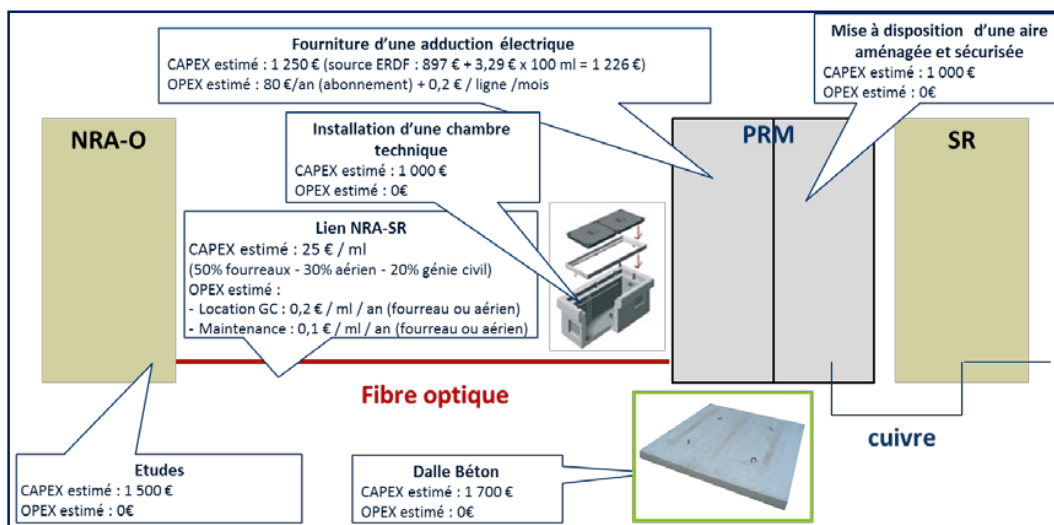 Fourniture d'une adduction électrique
CAPEX estimé : 1 250 € (source ERDF : 897 € + 3,29 € x 100 ml = 1 226 €)
OPEX estimé : 80 €/an (abonnement) + 0,2 € / ligne /mois
Mise à disposition d'une aire
aménagée et sécurisée
CAPEX estimé : 1 000 €
OPEX estimé : 0€
NRA-O
Installation d'une chambre
technique
CAPEX estimé : 1 000 €
OPEX estimé : 0€
PRM
SR
Lien NRA-SR
CAPEX estimé : 25 € / ml
(50% fourreaux - 30% aérien - 20% génie civil)
OPEX estimé :
- Location GC : 0,2 € / ml / an (fourreau ou aérien)
- Maintenance : 0,1 € / ml / an (fourreau ou aérien)
Fibre optique
cuivre
Etudes
CAPEX estimé : 1 500 €
OPEX estimé : 0€
Dalle Béton
CAPEX estimé : 1 700 €
OPEX estimé : 0€